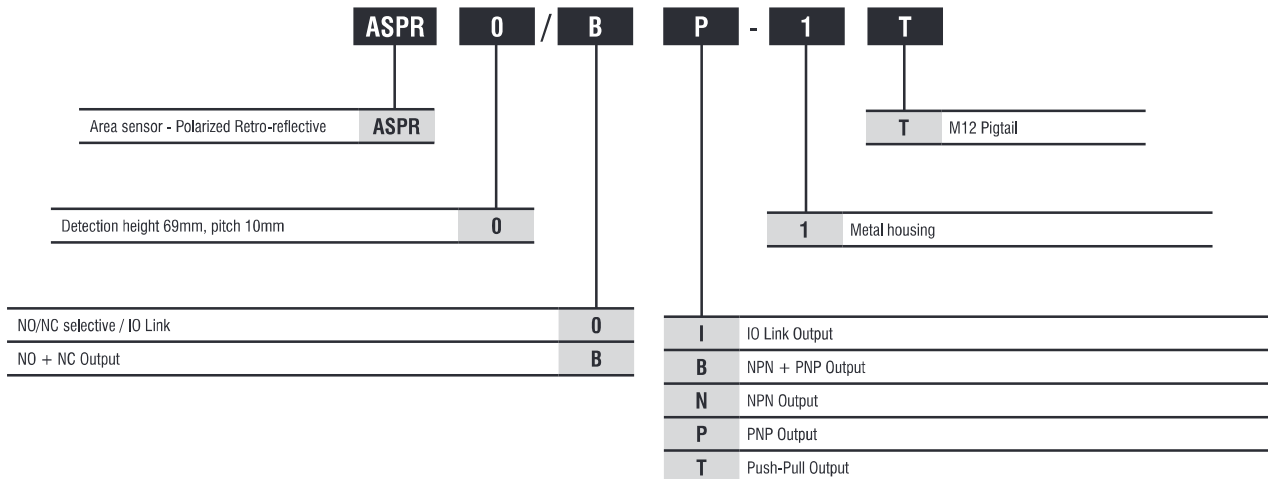 ASPR 0 / B P - 1 T
Area sensor - Polarized Retro-reflective ASPR
T M12 Pigtail
Detection height 69mm, pitch 10mm 0
1 Metal housing
NO/NC selective / IO Link 0
NO + NC Output B
I IO Link Output
B NPN + PNP Output
N NPN Output
P PNP Output
T Push-Pull Output